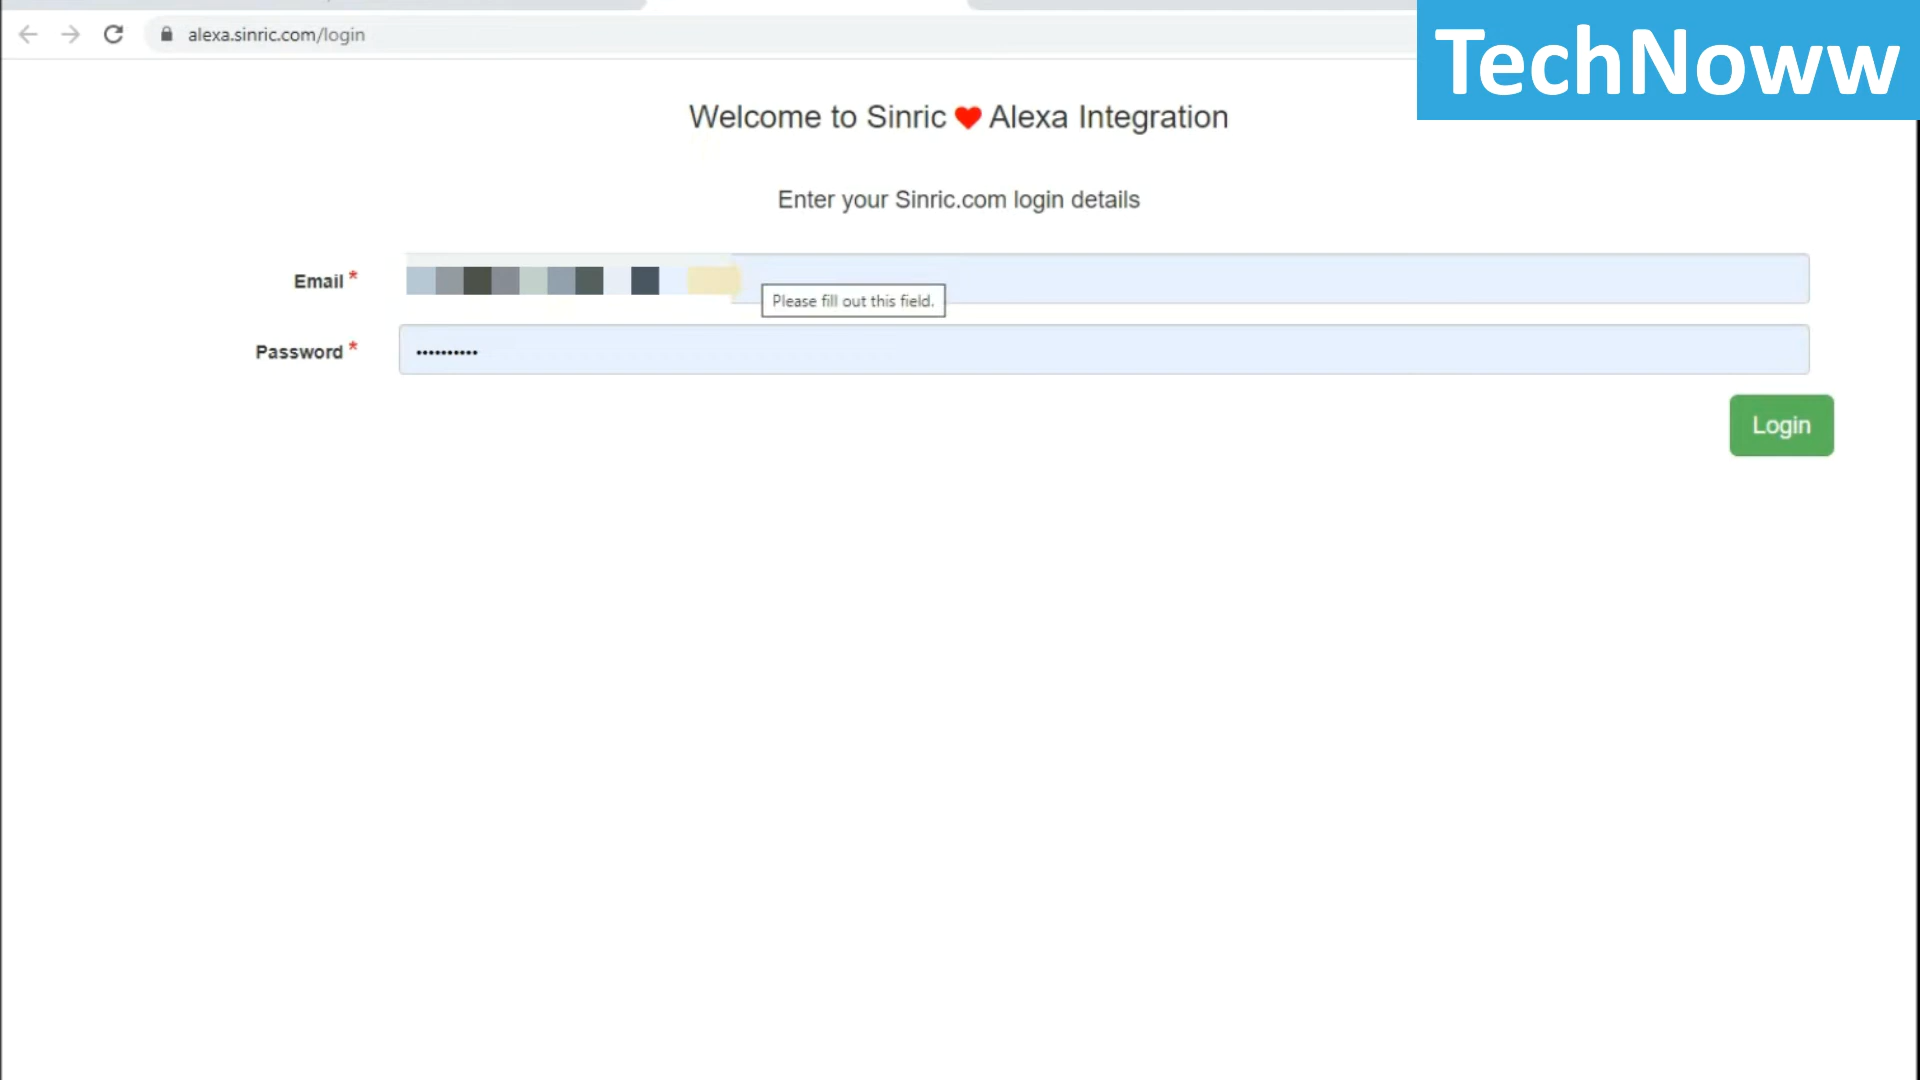 alexa.sinric.com/login
TechNoww
Welcome to Sinric ❤ Alexa Integration
Enter your Sinric.com login details
Email *
Please fill out this field.
Password * ••••••••••
Login